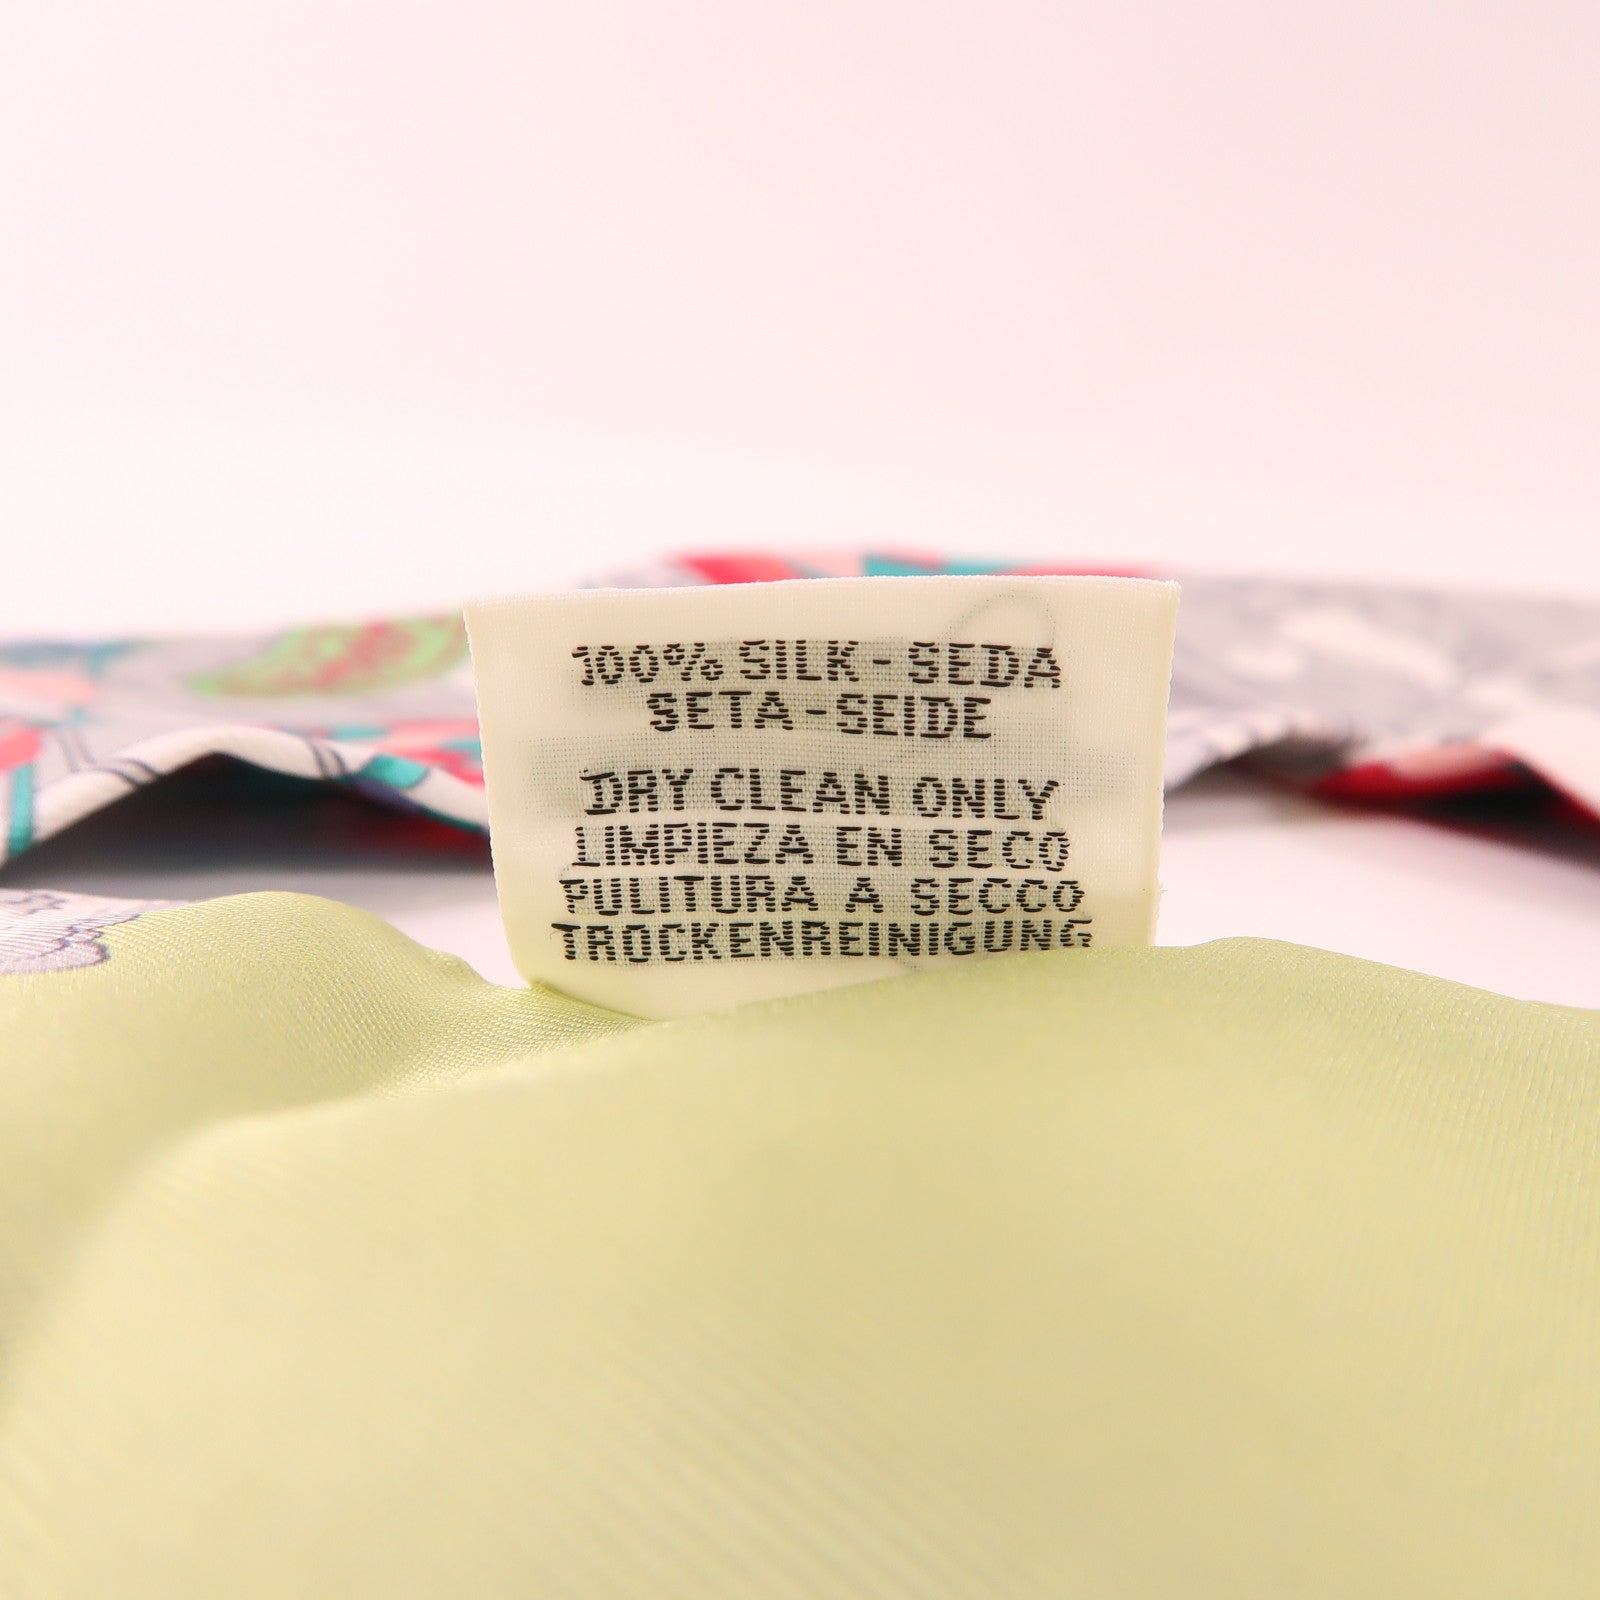 100% SILK - SEDA
SETA - SEIDE
DRY CLEAN ONLY
LIMPIEZA EN SECO
PULITURA A SECCO
TROCKENREINIGUNG